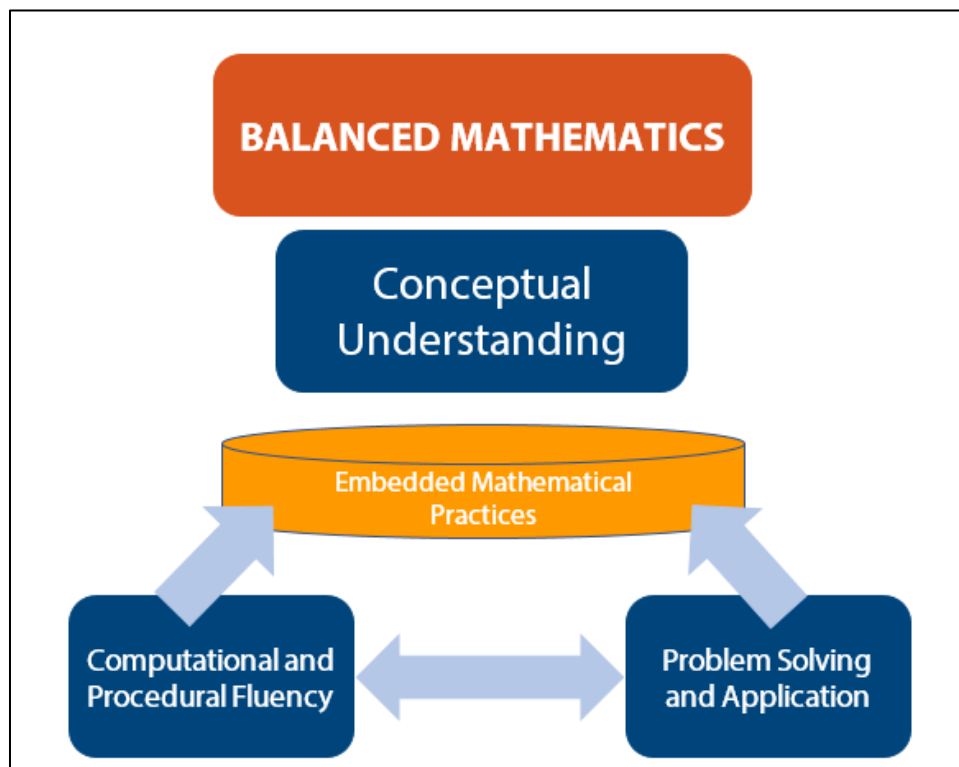 BALANCED MATHEMATICS
Conceptual
Understanding
Embedded Mathematical
Practices
Computational and
Procedural Fluency
Problem Solving
and Application